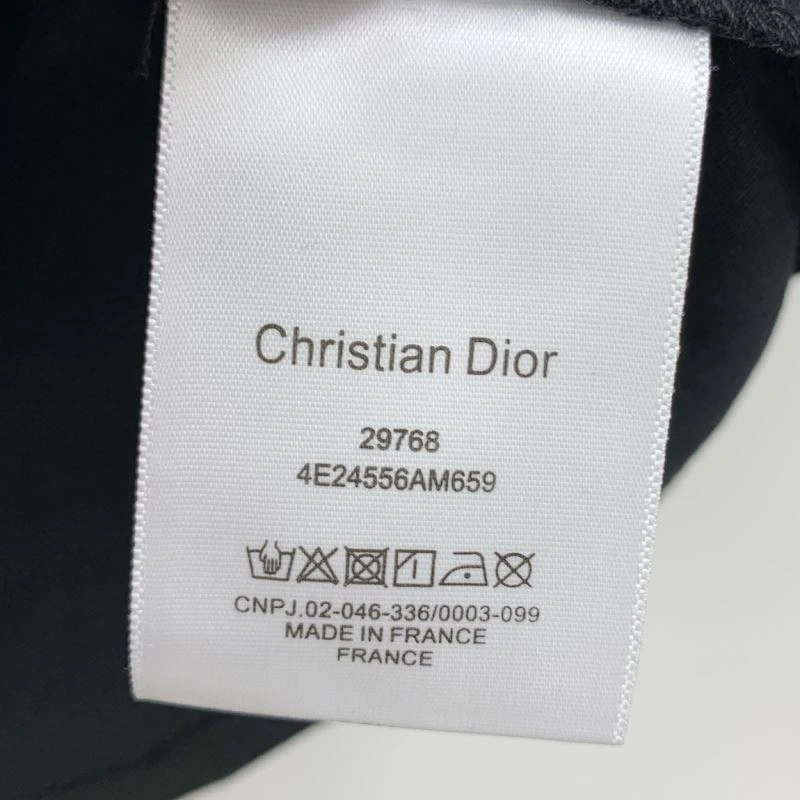 Christian Dior
29768
4E24556AM659
CNPJ.02-046-336/0003-099
MADE IN FRANCE
FRANCE